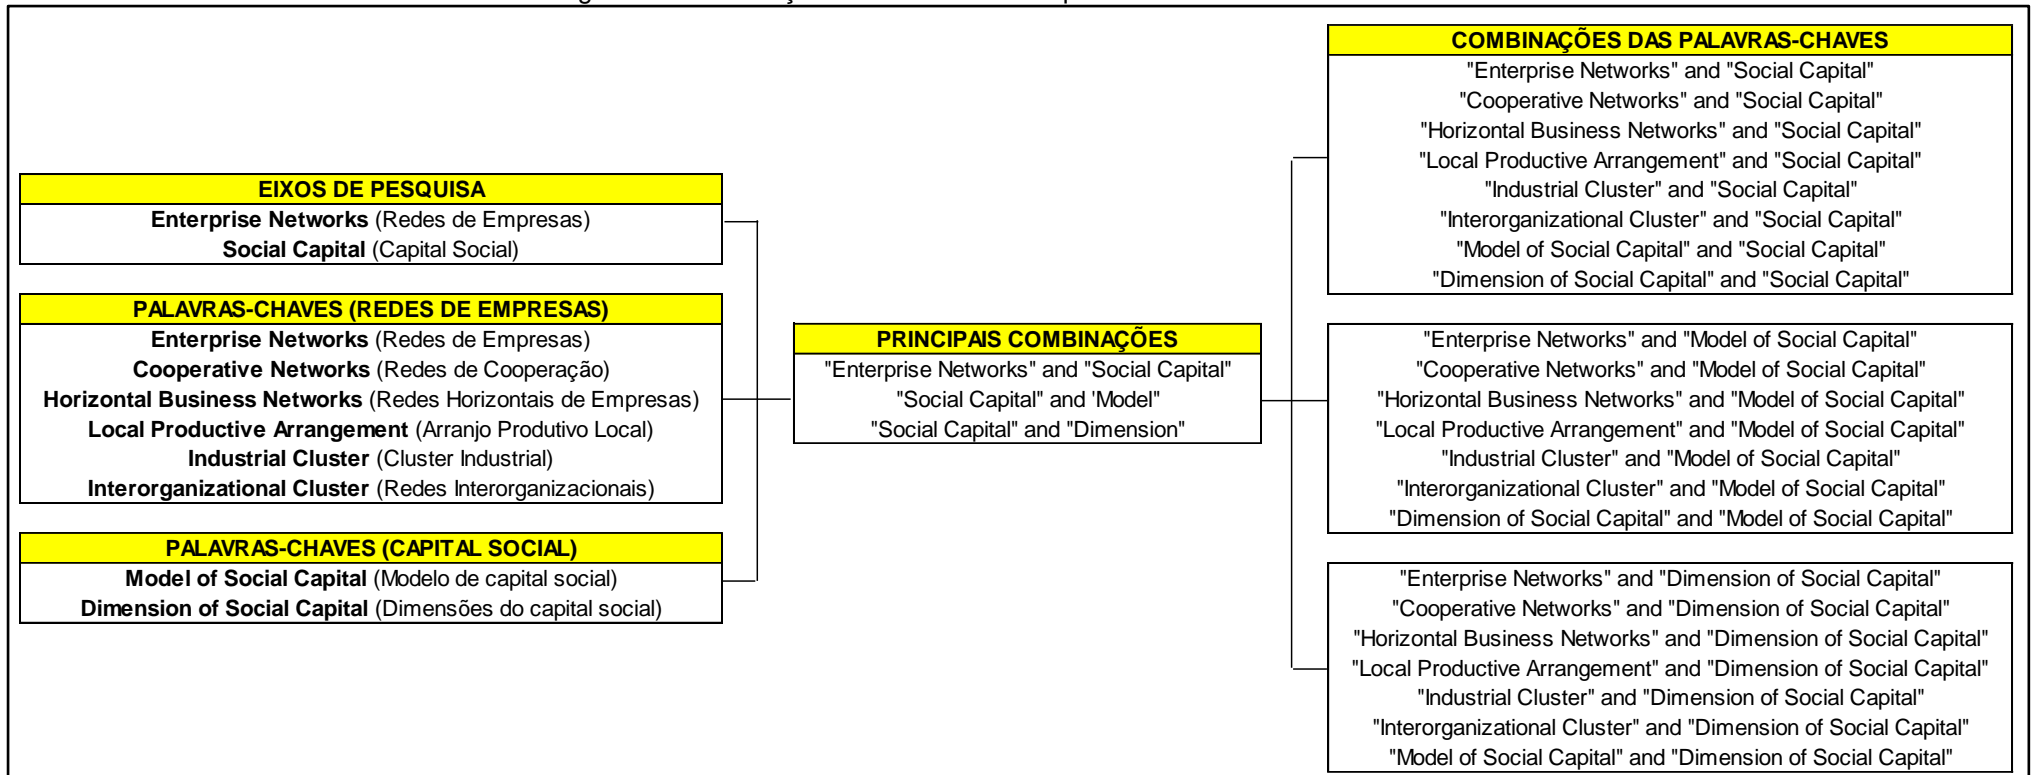 EIXOS DE PESQUISA
Enterprise Networks (Redes de Empresas)
Social Capital (Capital Social)
PALAVRAS-CHAVES (REDES DE EMPRESAS)
Enterprise Networks (Redes de Empresas)
Cooperative Networks (Redes de Cooperação)
Horizontal Business Networks (Redes Horizontais de Empresas)
Local Productive Arrangement (Arranjo Produtivo Local)
Industrial Cluster (Cluster Industrial)
Interorganizational Cluster (Redes Interorganizacionais)
PALAVRAS-CHAVES (CAPITAL SOCIAL)
Model of Social Capital (Modelo de capital social)
Dimension of Social Capital (Dimensões do capital social)
PRINCIPAIS COMBINAÇÕES
"Enterprise Networks" and "Social Capital"
"Social Capital" and 'Model"
"Social Capital" and "Dimension"
COMBINAÇÕES DAS PALAVRAS-CHAVES
"Enterprise Networks" and "Social Capital"
"Cooperative Networks" and "Social Capital"
"Horizontal Business Networks" and "Social Capital"
"Local Productive Arrangement" and "Social Capital"
"Industrial Cluster" and "Social Capital"
"Interorganizational Cluster" and "Social Capital"
"Model of Social Capital" and "Social Capital"
"Dimension of Social Capital" and "Social Capital"
"Enterprise Networks" and "Model of Social Capital"
"Cooperative Networks" and "Model of Social Capital"
"Horizontal Business Networks" and "Model of Social Capital"
"Local Productive Arrangement" and "Model of Social Capital"
"Industrial Cluster" and "Model of Social Capital"
"Interorganizational Cluster" and "Model of Social Capital"
"Dimension of Social Capital" and "Model of Social Capital"
"Enterprise Networks" and "Dimension of Social Capital"
"Cooperative Networks" and "Dimension of Social Capital"
"Horizontal Business Networks" and "Dimension of Social Capital"
"Local Productive Arrangement" and "Dimension of Social Capital"
"Industrial Cluster" and "Dimension of Social Capital"
"Interorganizational Cluster" and "Dimension of Social Capital"
"Model of Social Capital" and "Dimension of Social Capital"